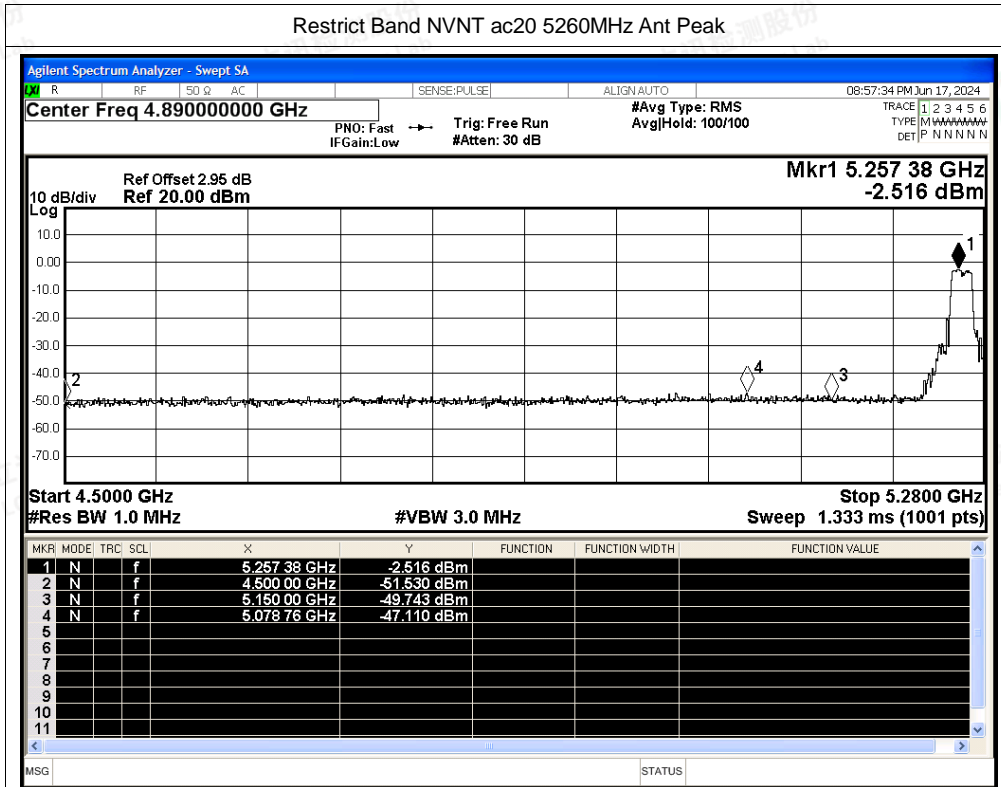 Restrict Band NVNT ac20 5260MHz Ant Peak
Agilent Spectrum Analyzer - Swept SA
LXI R RF 50 Ω AC SENSE:PULSE ALIGN AUTO 08:57:34 PM Jun 17, 2024
Center Freq 4.890000000 GHz #Avg Type: RMS TRACE 1 2 3 4 5 6
PNO: Fast Trig: Free Run Avg|Hold: 100/100 TYPE M
IFGain:Low #Atten: 30 dB DET P N N N N N
Mkr1 5.257 38 GHz
Ref Offset 2.95 dB
10 dB/div Ref 20.00 dBm -2.516 dBm
Log
10.0
1
0.00
-10.0
-20.0
-30.0
-40.0
2 4 3
-50.0
-60.0
-70.0
Start 4.5000 GHz Stop 5.2800 GHz
#Res BW 1.0 MHz #VBW 3.0 MHz Sweep 1.333 ms (1001 pts)
MKR MODE TRC SCL X Y FUNCTION FUNCTION WIDTH FUNCTION VALUE
1 N f 5.257 38 GHz -2.516 dBm
2 N f 4.500 00 GHz -51.530 dBm
3 N f 5.150 00 GHz -49.743 dBm
4 N f 5.078 76 GHz -47.110 dBm
5
6
7
8
9
10
11
MSG STATUS